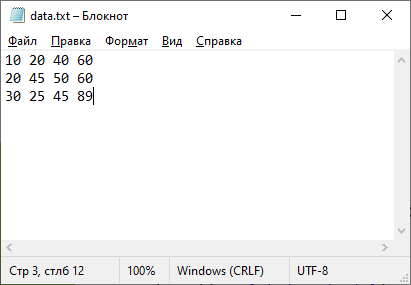 data.txt – Блокнот
Файл Правка Формат Вид Справка
10 20 40 60
20 45 50 60
30 25 45 89
Стр 3, стлб 12 100% Windows (CRLF) UTF-8